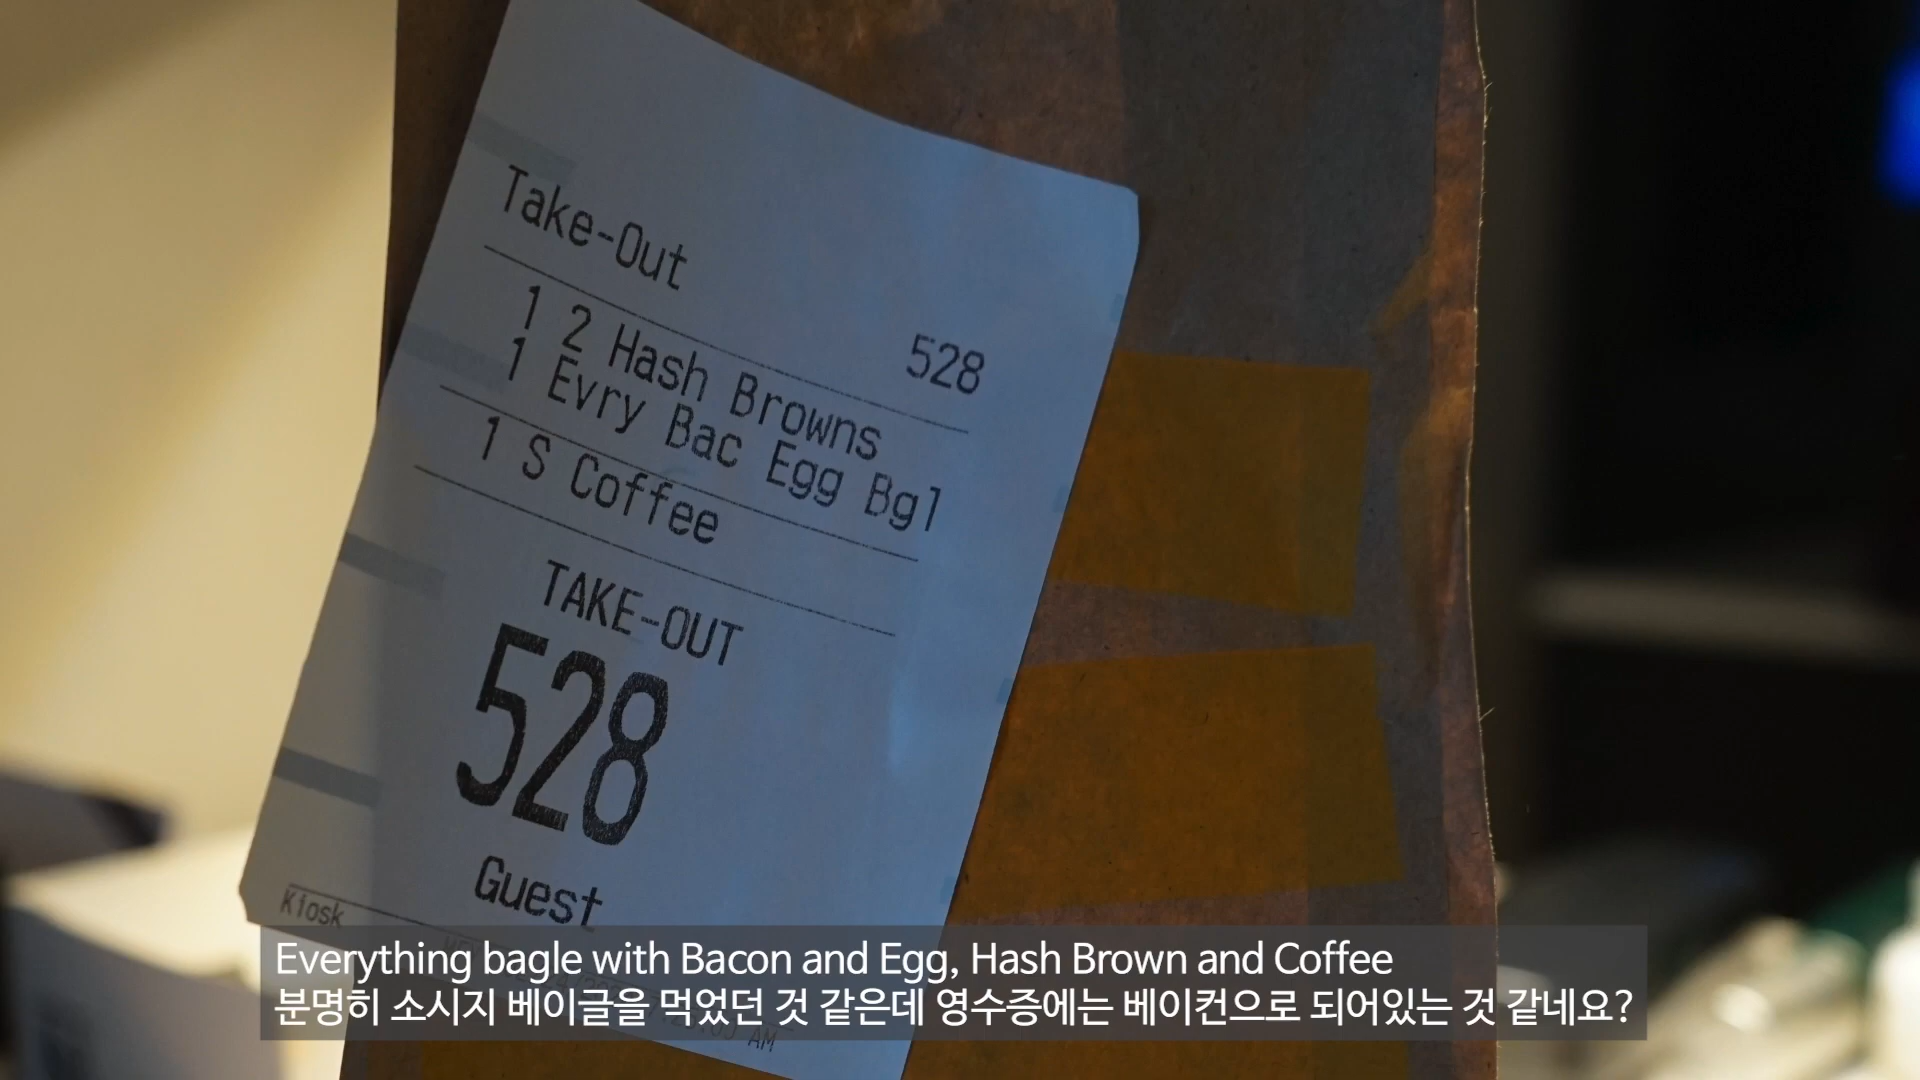 Take-Out
528
1 2 Hash Browns
1 Evry Bac Egg Bgl
1 S Coffee
TAKE-OUT
528
Guest
Kiosk
AM
Everything bagle with Bacon and Egg, Hash Brown and Coffee
분명히 소시지 베이글을 먹었던 것 같은데 영수증에는 베이컨으로 되어있는 것 같네요?